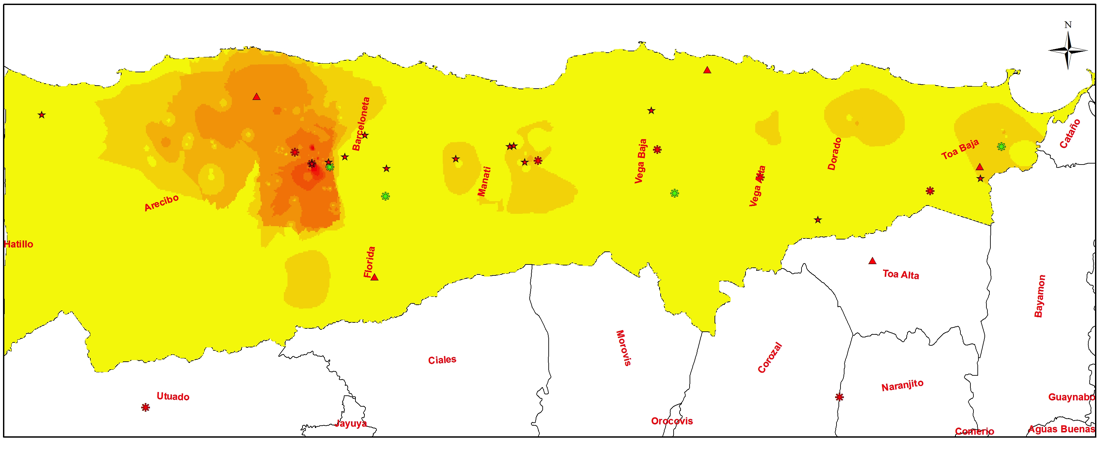 N
Barceloneta
Cataño
Vega Baja
Dorado
Toa Baja
Manati
Vega Alta
Arecibo
Hatillo
Florida
Toa Alta
Bayamon
Morovis
Corozal
Ciales
Naranjito
Utuado
Guaynabo
Jayuya
Orocovis
Comerio
Aguas Buenas